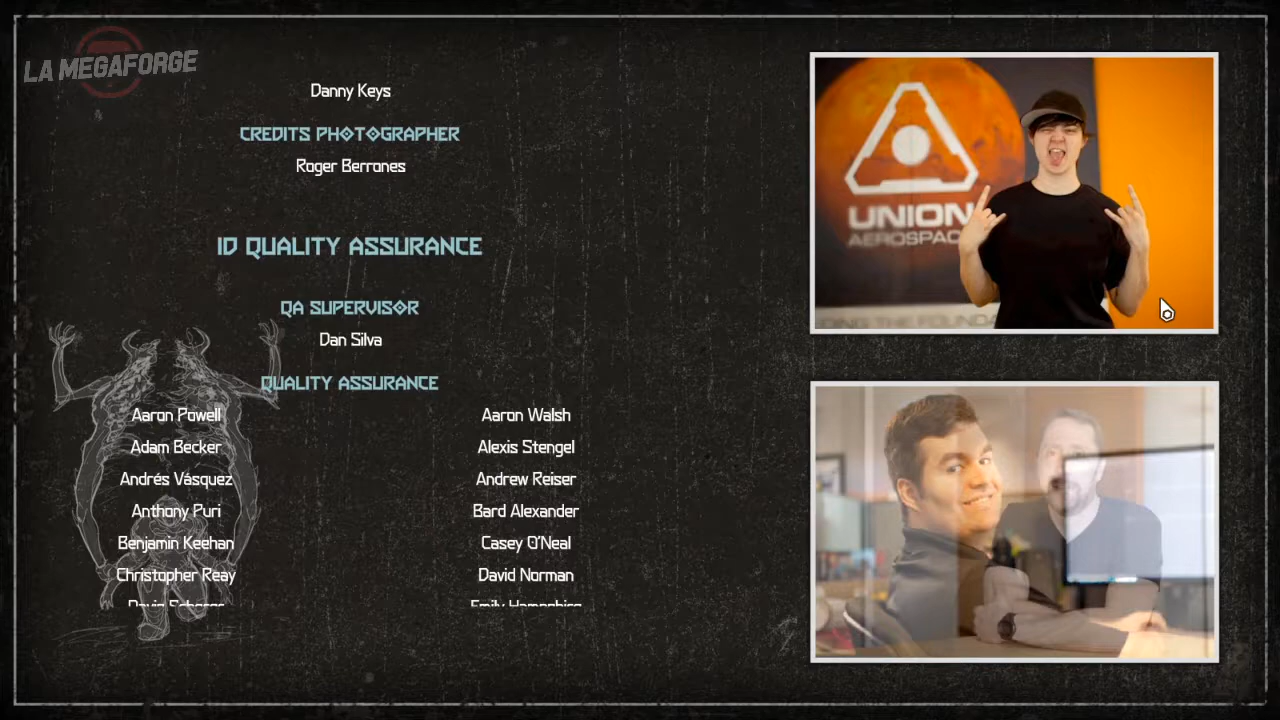 LA MEGAFORGE
Danny Keys
CREDITS PHOTOGRAPHER
Roger Berrones
ID QUALITY ASSURANCE
QA SUPERVISOR
Dan Silva
QUALITY ASSURANCE
Aaron Powell
Aaron Walsh
Adam Becker
Alexis Stengel
Andrés Vásquez
Andrew Reiser
Anthony Puri
Bard Alexander
Benjamin Keehan
Casey O'Neal
Christopher Reay
David Norman
UNION
AEROSPAC
THE FOUNDA